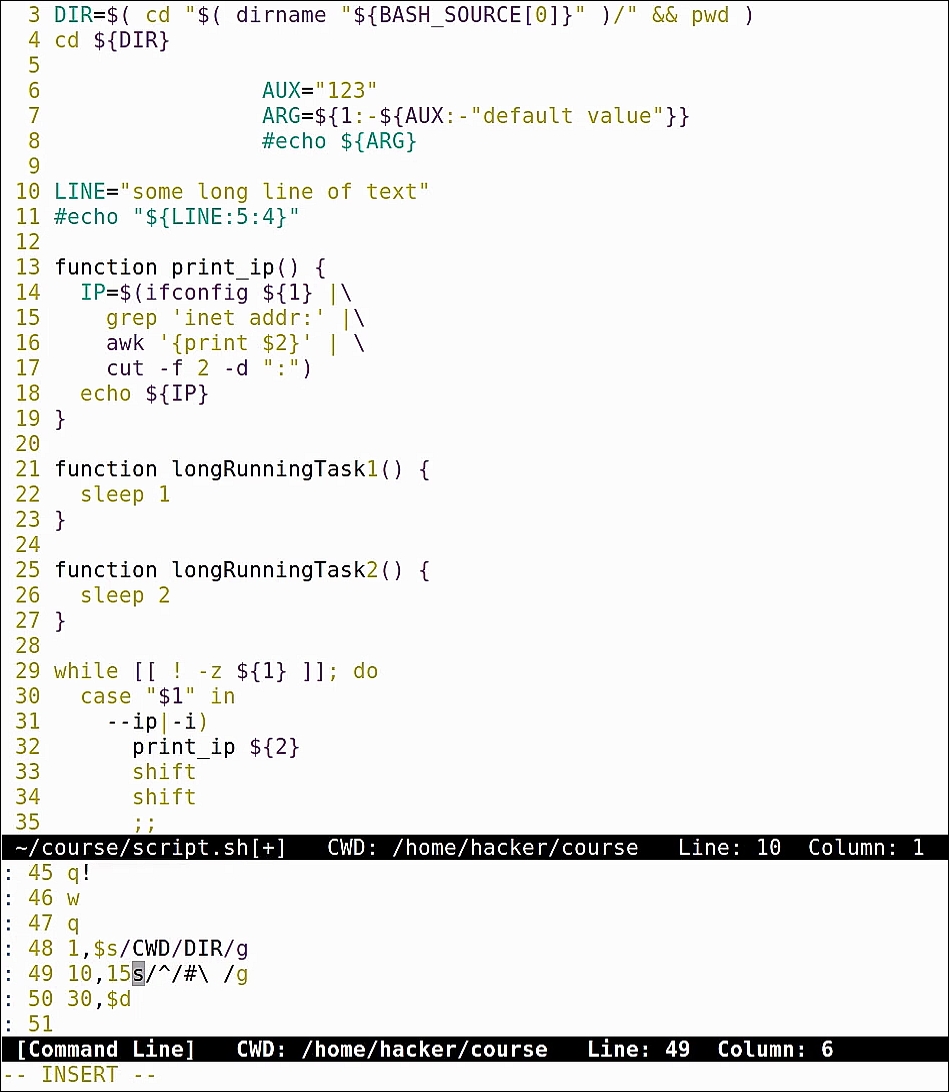 3 DIR=$( cd "$( dirname "${BASH_SOURCE[0]}" )/" && pwd )
4 cd ${DIR}
5
6                 AUX="123"
7                 ARG=${1:-${AUX:-"default value"}}
8                 #echo ${ARG}
9
10 LINE="some long line of text"
11 #echo "${LINE:5:4}"
12
13 function print_ip() {
14   IP=$(ifconfig ${1} |\
15     grep 'inet addr:' |\
16     awk '{print $2}' | \
17     cut -f 2 -d ":")
18   echo ${IP}
19 }
20
21 function longRunningTask1() {
22   sleep 1
23 }
24
25 function longRunningTask2() {
26   sleep 2
27 }
28
29 while [[ ! -z ${1} ]]; do
30   case "$1" in
31     --ip|-i)
32       print_ip ${2}
33       shift
34       shift
35       ;;
~/course/script.sh[+]   CWD: /home/hacker/course   Line: 10  Column: 1
: 45 q!
: 46 w
: 47 q
: 48 1,$s/CWD/DIR/g
: 49 10,15s/^/#\ /g
: 50 30,$d
: 51
[Command Line]   CWD: /home/hacker/course   Line: 49  Column: 6
-- INSERT --